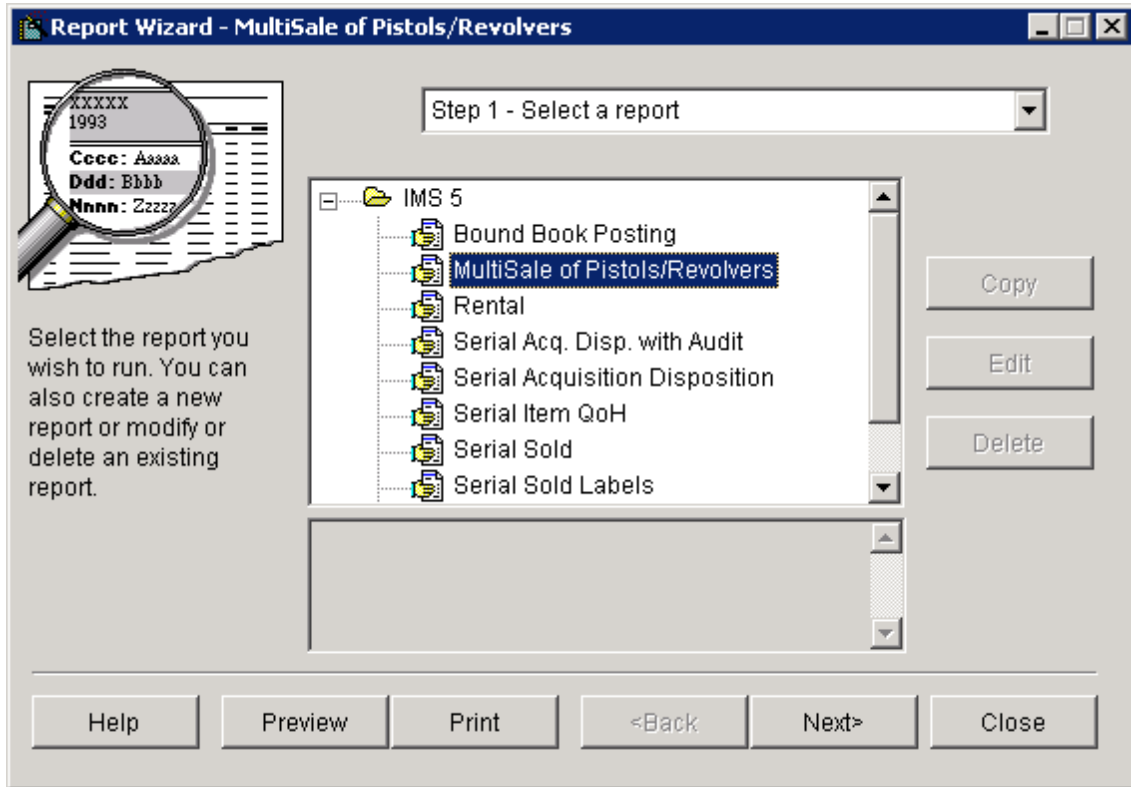 Report Wizard - MultiSale of Pistols/Revolvers
XXXXX
1993
Cccc: Aaaaa
Ddd: Bbbb
Nnnn: Zzzzz
Step 1 - Select a report
Select the report you
wish to run. You can
also create a new
report or modify or
delete an existing
report.
IMS 5
Bound Book Posting
MultiSale of Pistols/Revolvers
Rental
Serial Acq. Disp. with Audit
Serial Acquisition Disposition
Serial Item QoH
Serial Sold
Serial Sold Labels
Copy
Edit
Delete
Help
Preview
Print
<Back
Next>
Close